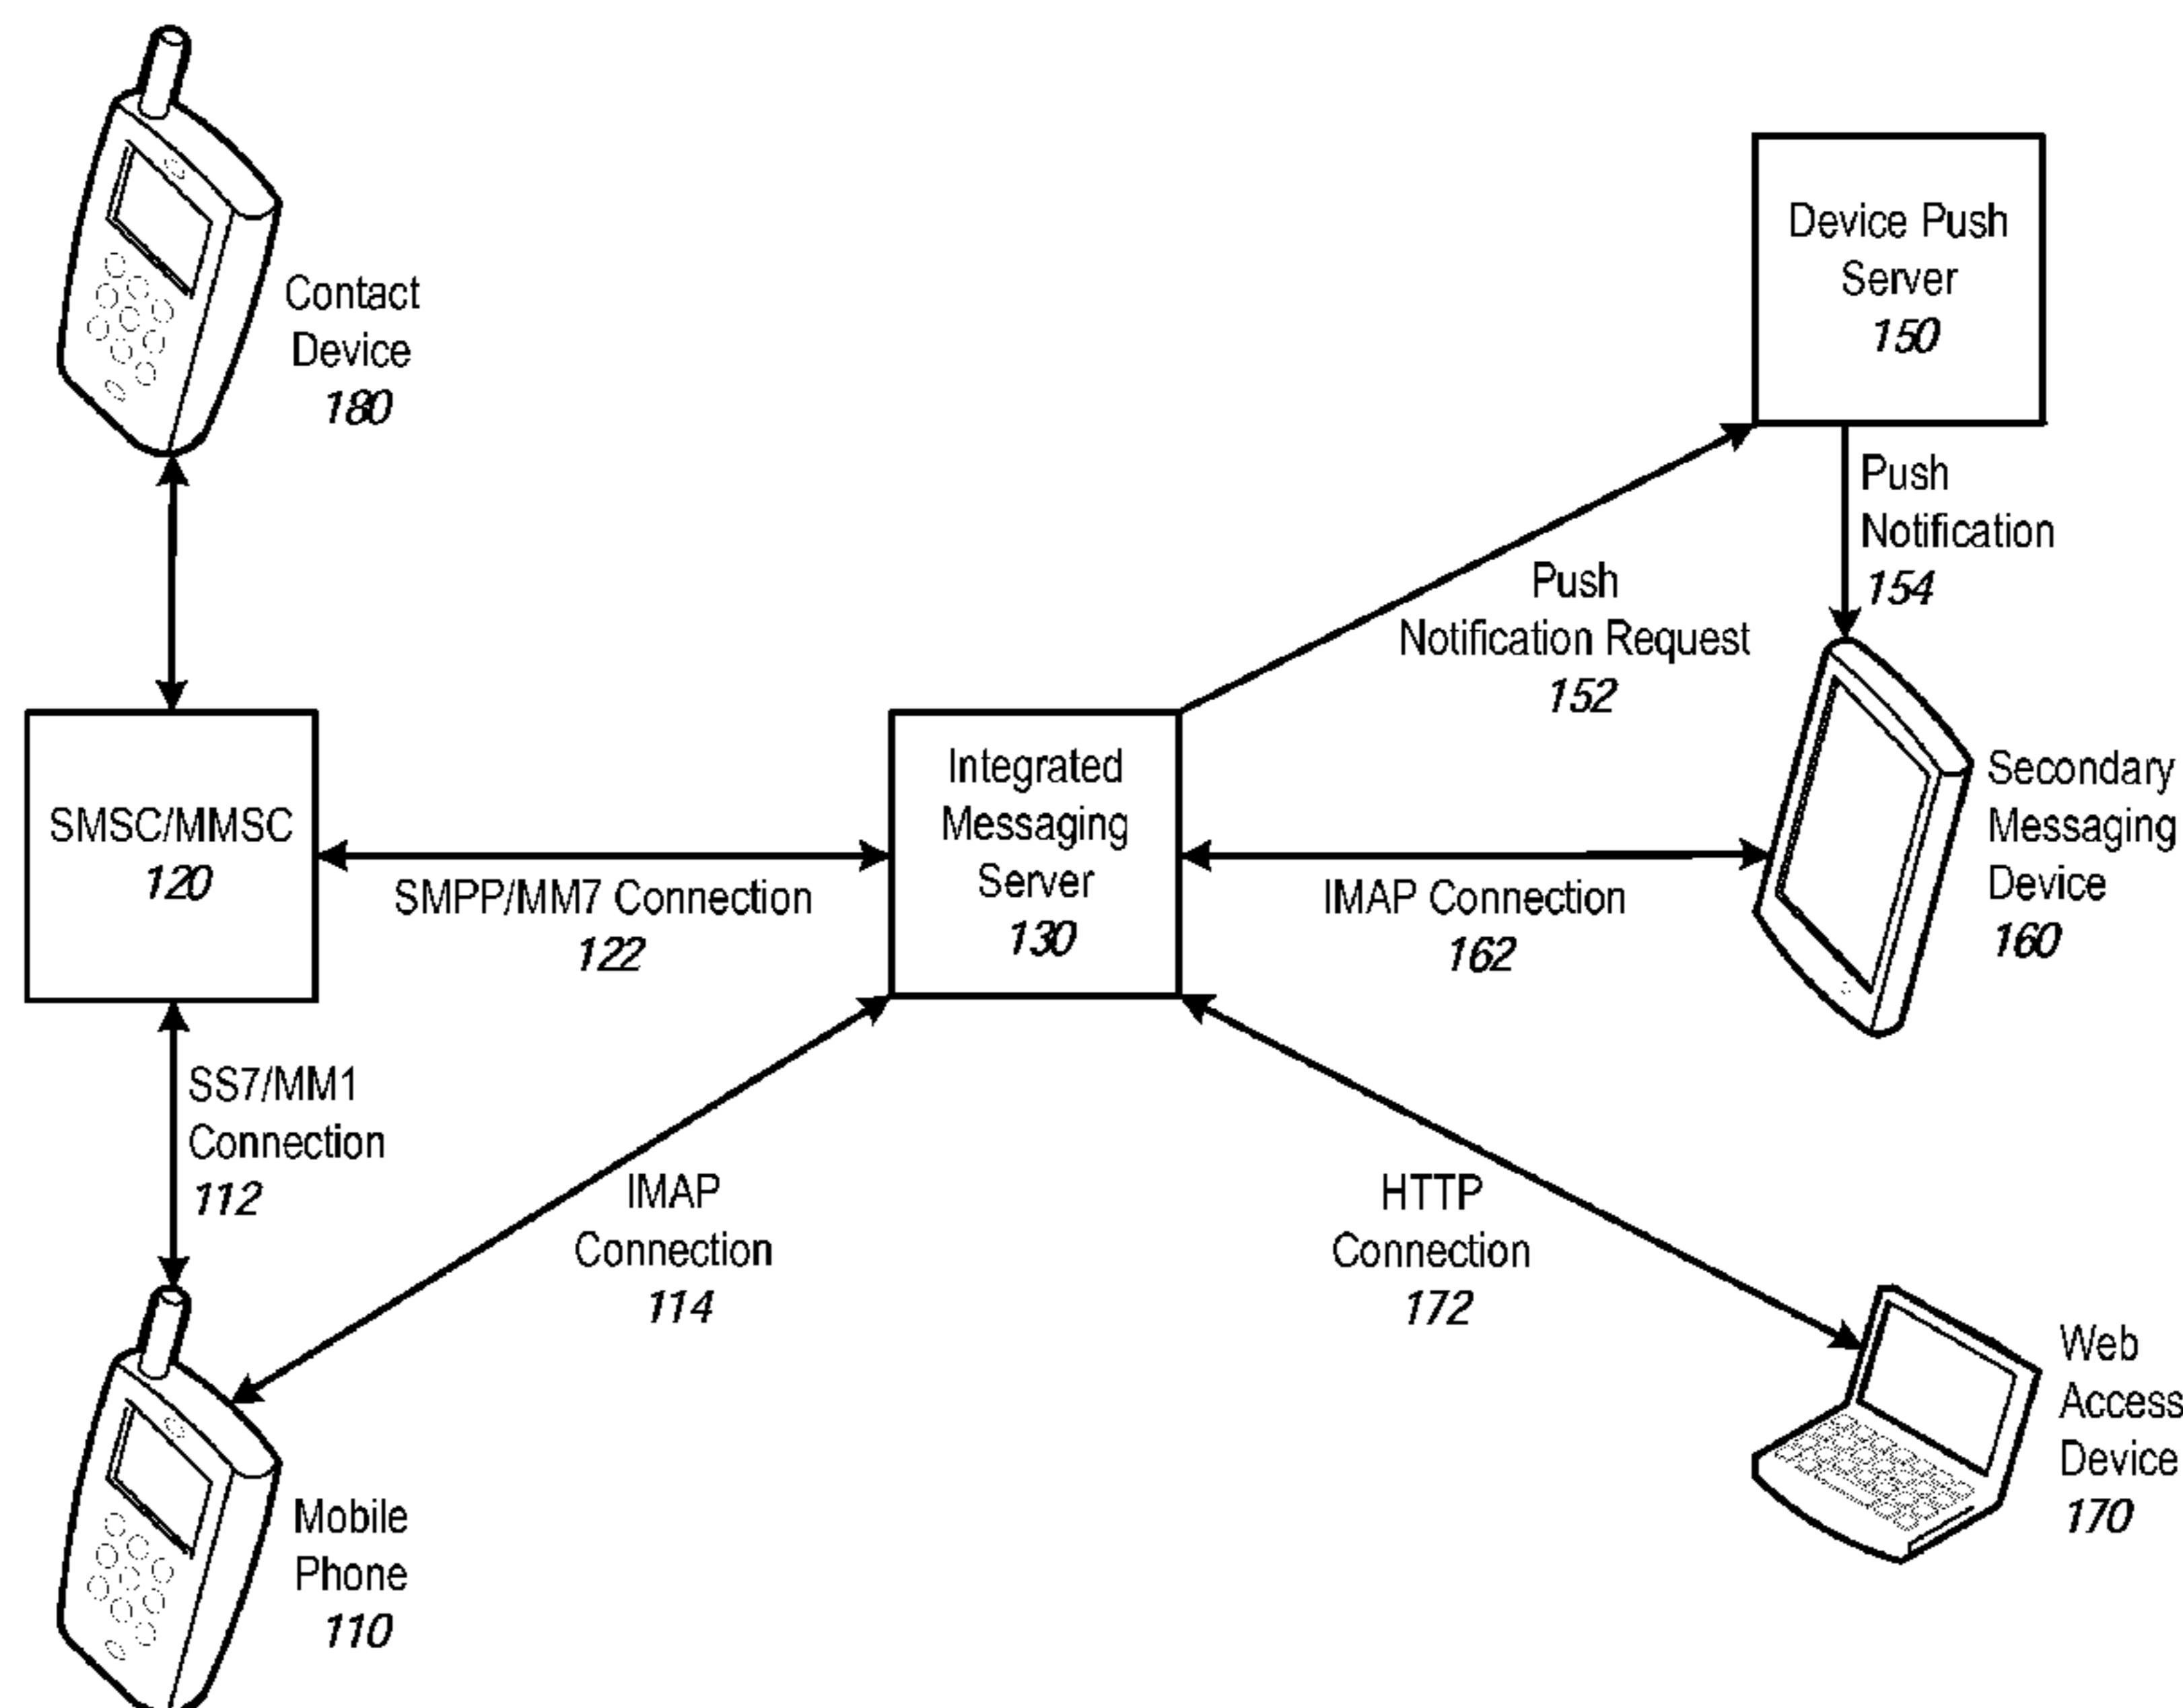 Contact
Device
180
Device Push
Server
150
Push
Notification
154
Push
Notification Request
152
SMSC/MMSC
120
SMPP/MM7 Connection
122
Integrated
Messaging
Server
130
IMAP Connection
162
Secondary
Messaging
Device
160
SS7/MM1
Connection
112
IMAP
Connection
114
HTTP
Connection
172
Mobile
Phone
110
Web
Access
Device
170